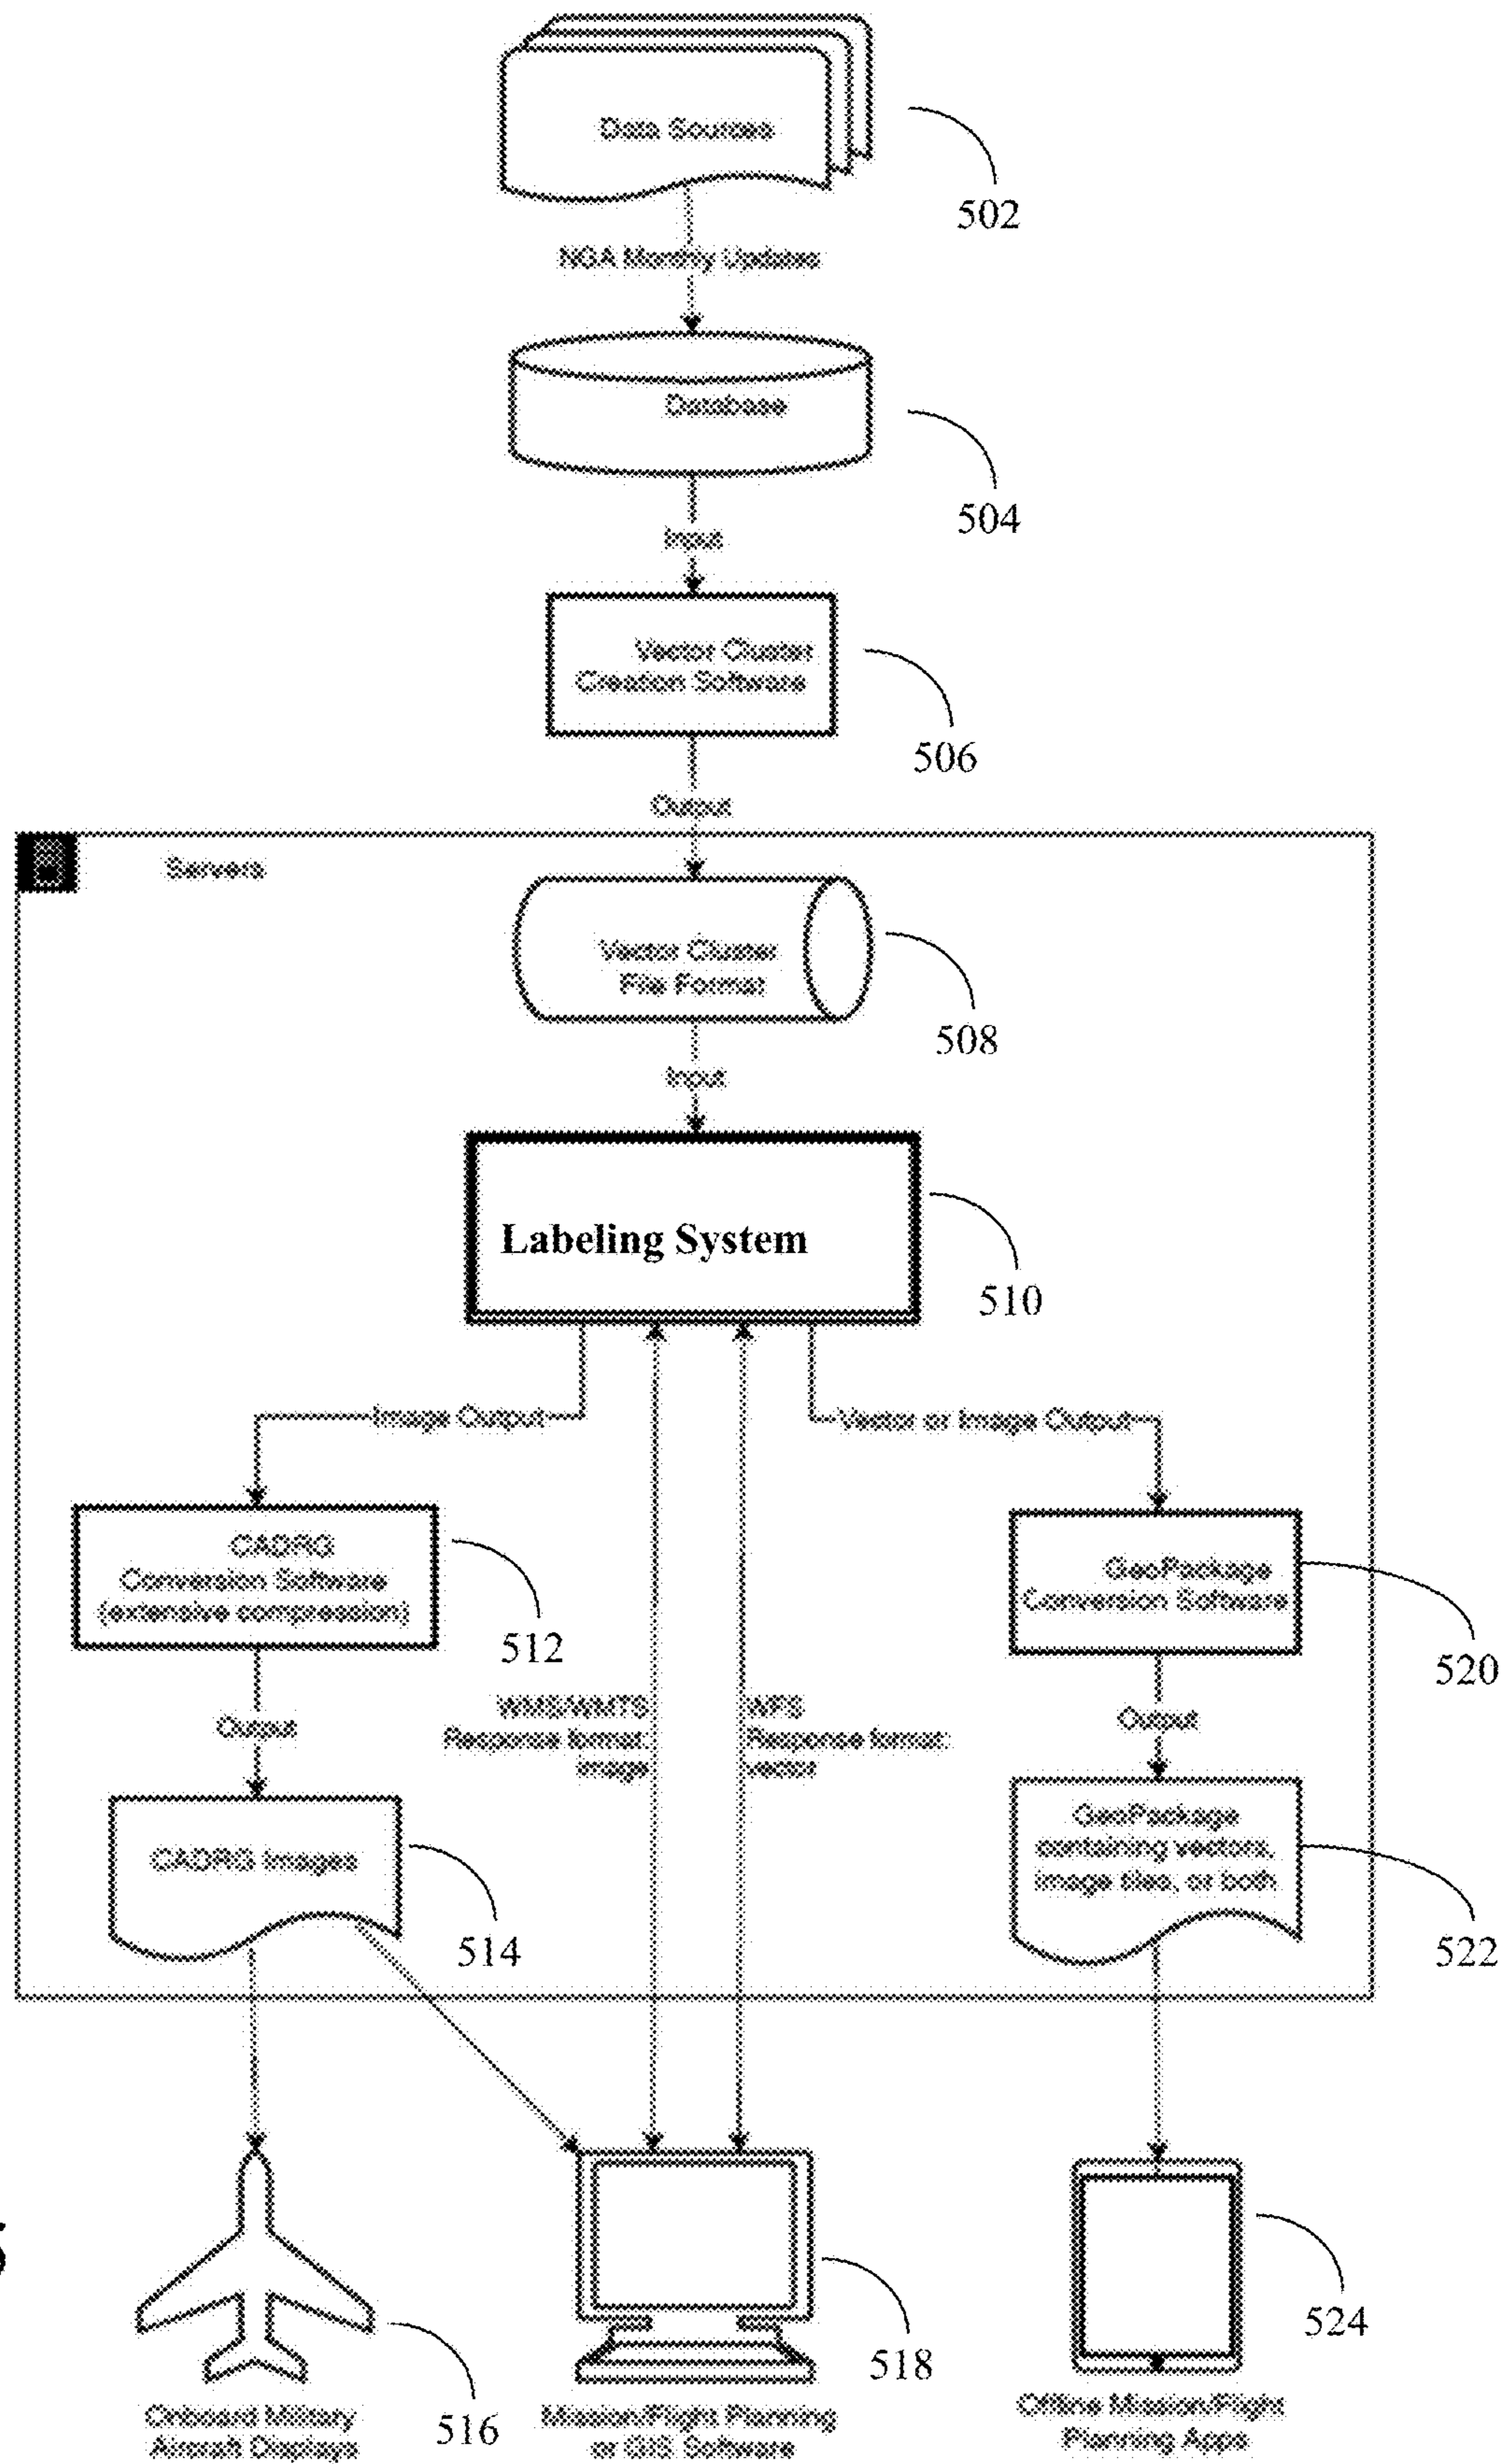 Data Sources
502
NGA Monthly Updates
Database
504
Input
Vector Cluster
Creation Software
506
Output
Servers
Vector Cluster
File Format
508
Input
Labeling System
510
Image Output
Vector or Image Output
CADRG
Conversion Software
(extensive compression)
512
GeoPackage
Conversion Software
520
Output
WMS/WMTS
Response format:
image
WFS
Response format:
vector
Output
CADRG Images
514
GeoPackage
containing vectors,
image tiles, or both
522
516
Onboard Military
Aircraft Displays
518
Mission/Flight Planning
or GIS Software
524
Offline Mission/Flight
Planning Apps